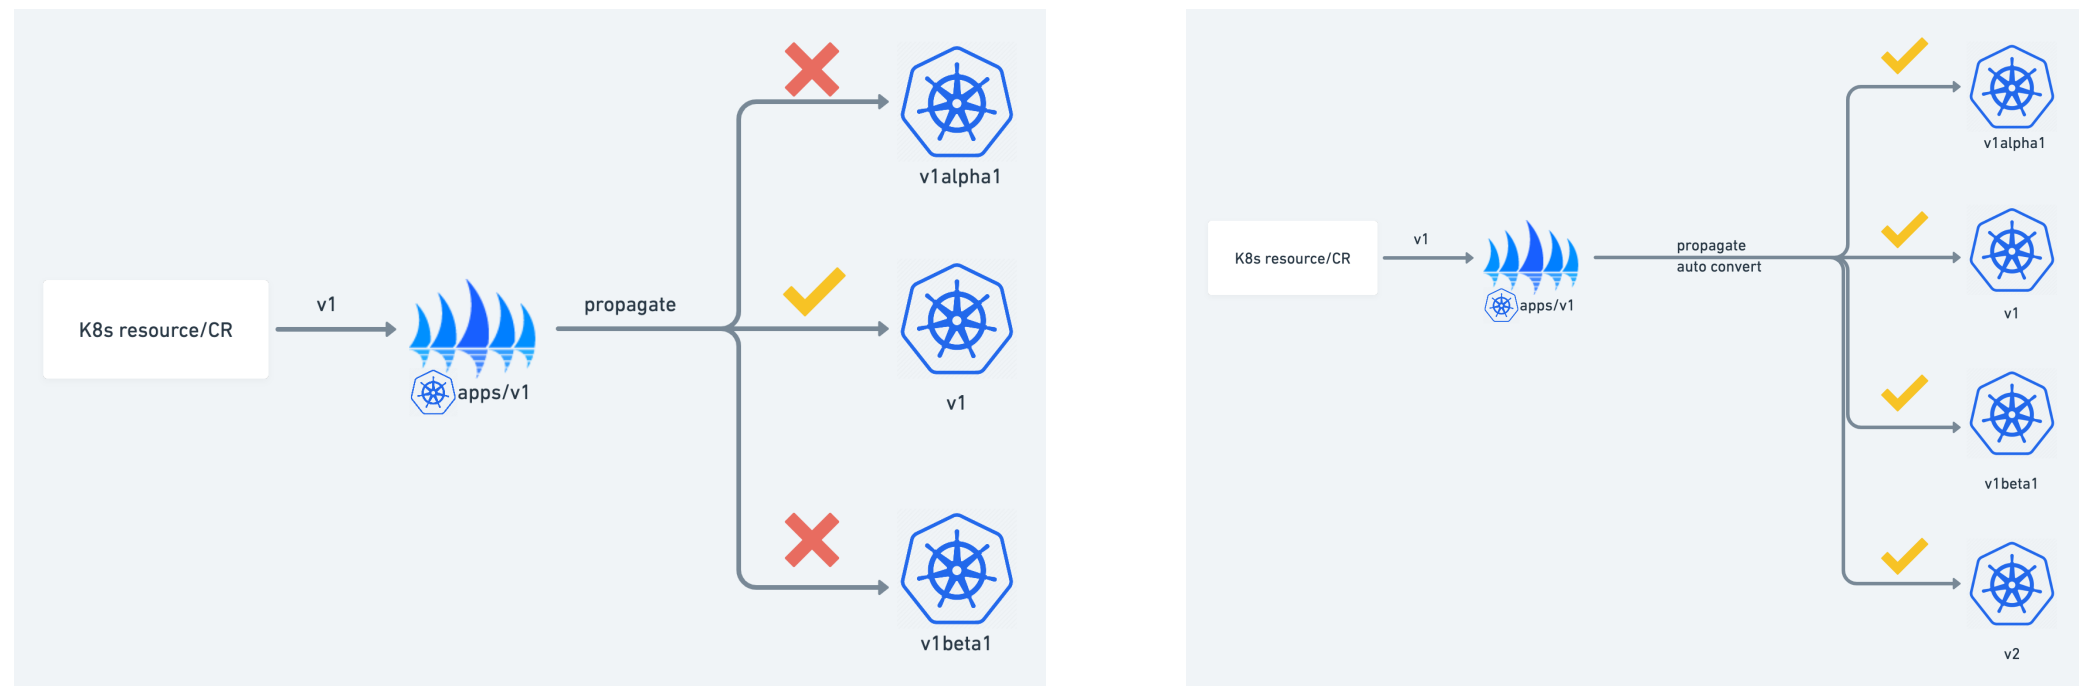 K8s resource/CR
v1
apps/v1
propagate
v1alpha1
v1
v1beta1
K8s resource/CR
v1
apps/v1
propagate
auto convert
v1alpha1
v1
v1beta1
v2